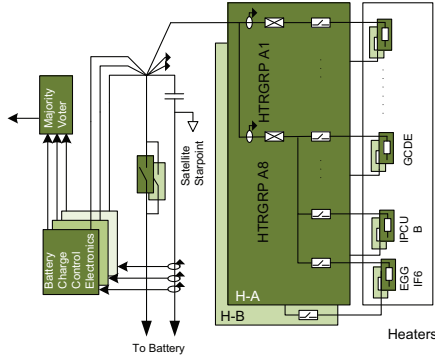 HTRGRP A1
Majority
Voter
GCDE
Satellite
Starpoint
HTRGRP A8
IPCU
B
Battery
Charge
Control
Electronics
EGG
IF6
H-A
H-B
Heaters
To Battery